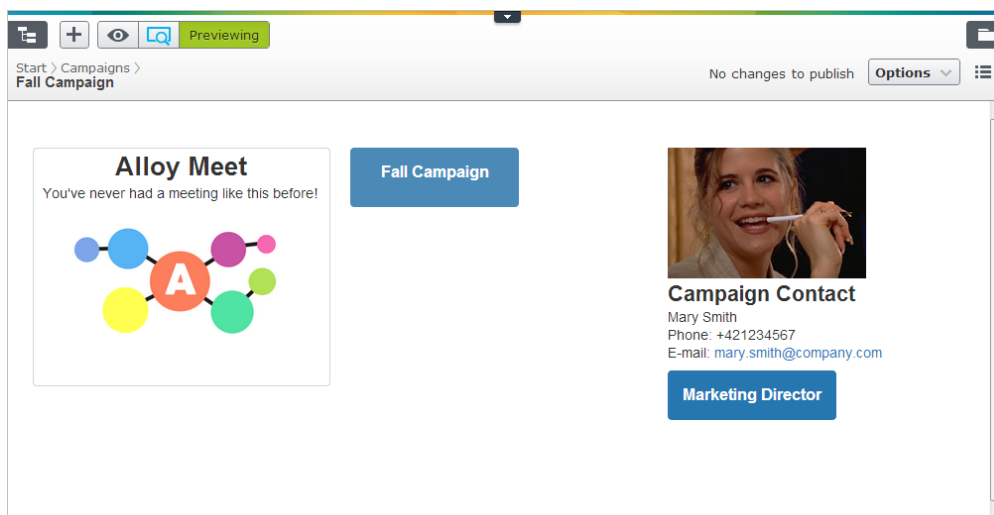 Previewing
Start > Campaigns >
Fall Campaign
No changes to publish
Options
Alloy Meet
You've never had a meeting like this before!
A
Fall Campaign
Campaign Contact
Mary Smith
Phone: +421234567
E-mail: mary.smith@company.com
Marketing Director